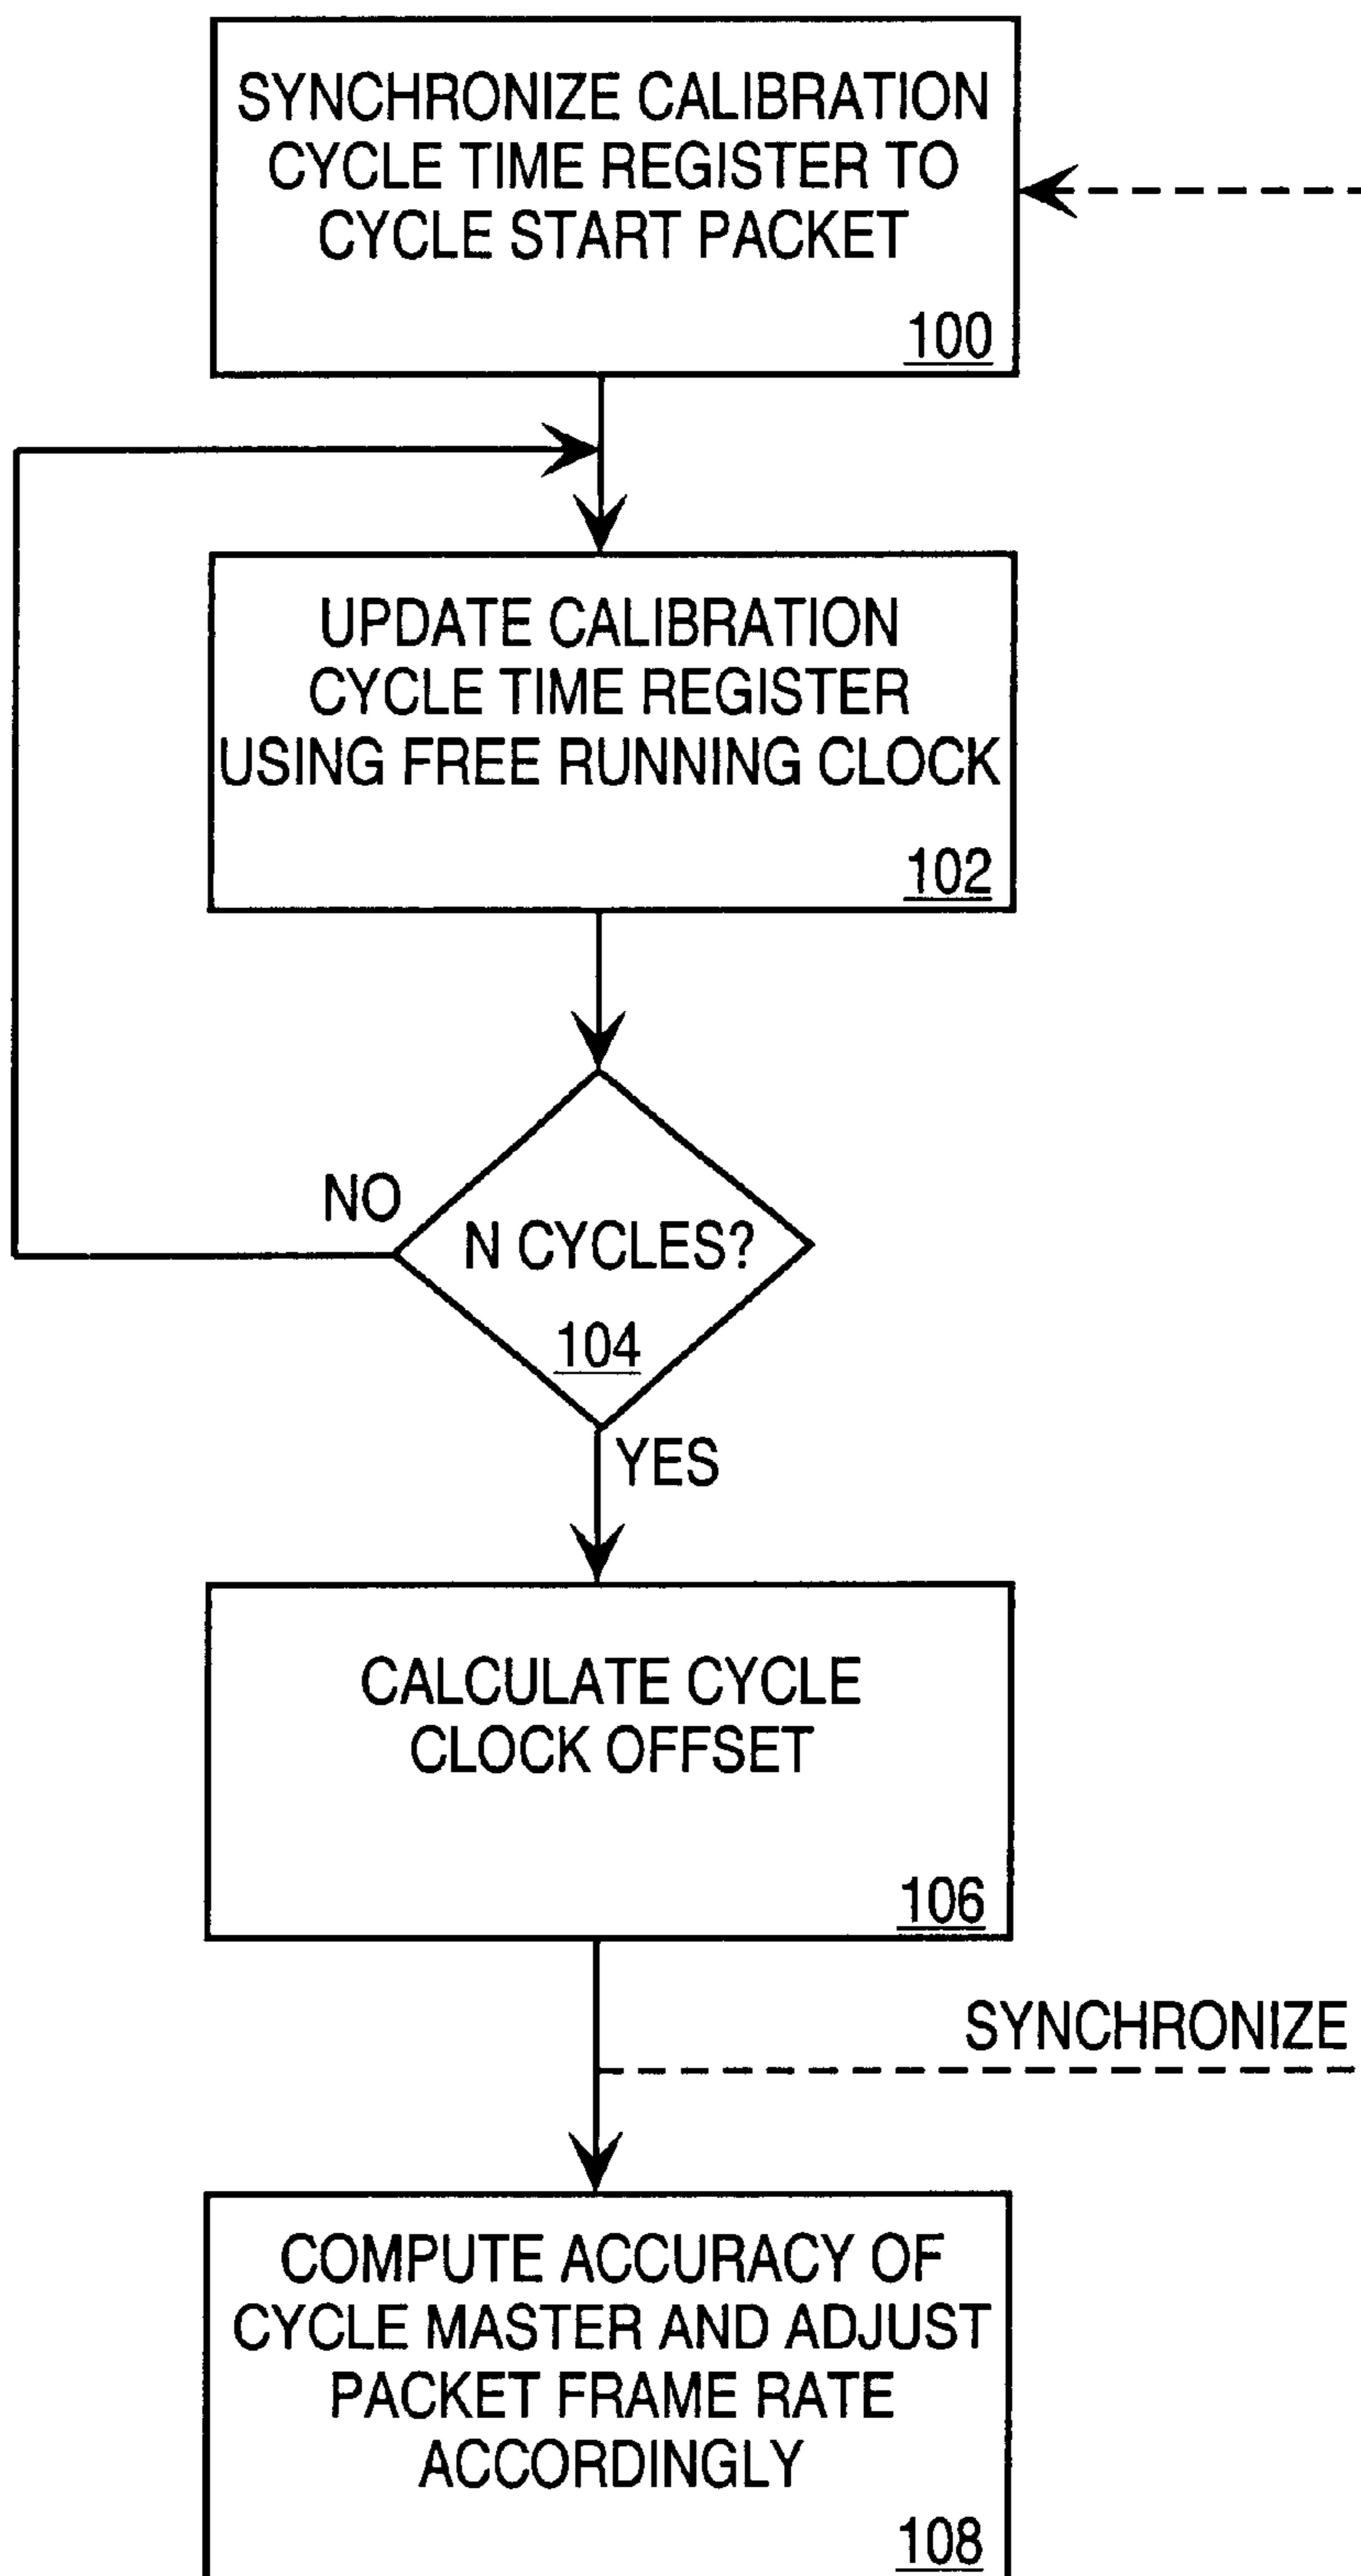 SYNCHRONIZE CALIBRATION
CYCLE TIME REGISTER TO
CYCLE START PACKET
100
UPDATE CALIBRATION
CYCLE TIME REGISTER
USING FREE RUNNING CLOCK
102
NO
N CYCLES?
104
YES
CALCULATE CYCLE
CLOCK OFFSET
106
SYNCHRONIZE
COMPUTE ACCURACY OF
CYCLE MASTER AND ADJUST
PACKET FRAME RATE
ACCORDINGLY
108